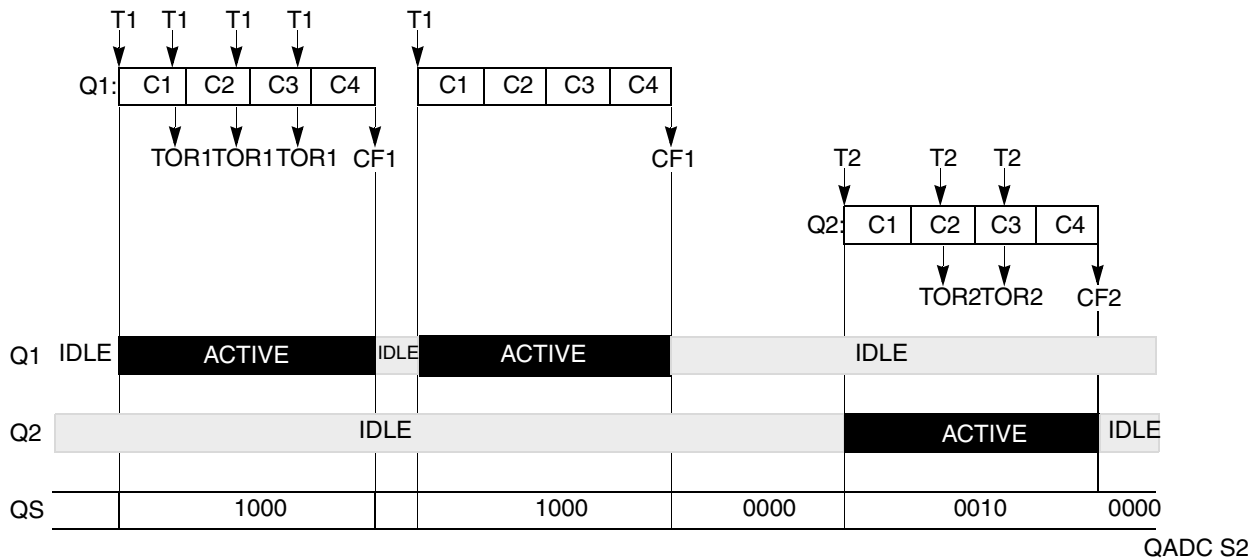 T1 T1 T1 T1 T1
Q1: C1 C2 C3 C4 C1 C2 C3 C4
TOR1 TOR1 TOR1 CF1 CF1
T2 T2 T2
Q2: C1 C2 C3 C4
TOR2 TOR2 CF2
Q1 IDLE ACTIVE IDLE ACTIVE IDLE
Q2 IDLE ACTIVE IDLE
QS 1000 1000 0000 0010 0000
QADC S2